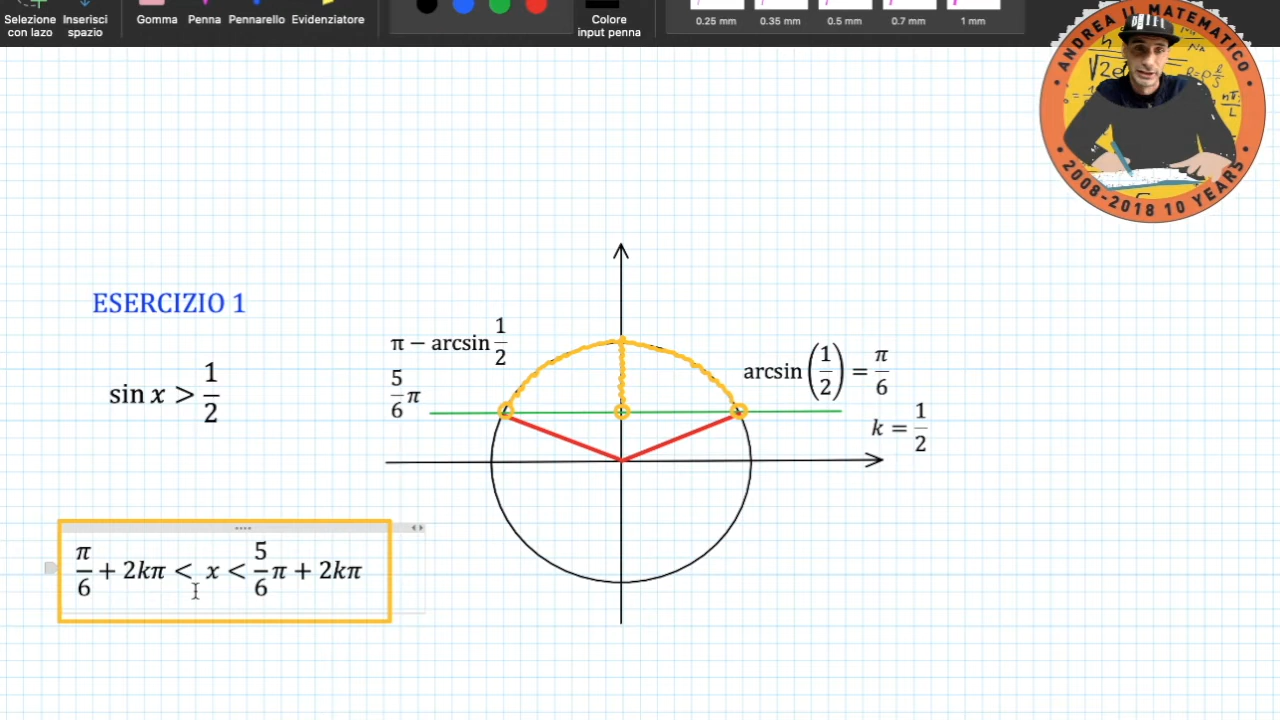 Selezione con lazo
Inserisci spazio
Gomma
Penna
Pennarello
Evidenziatore
Colore input penna
0.25 mm
0.35 mm
0.5 mm
0.7 mm
1 mm
ANDREA IL MATEMATICO
2008-2018 10 YEARS
ESERCIZIO 1
sin x > 1/2
π − arcsin 1/2
5/6 π
arcsin (1/2) = π/6
k = 1/2
π/6 + 2kπ < x < 5/6 π + 2kπ